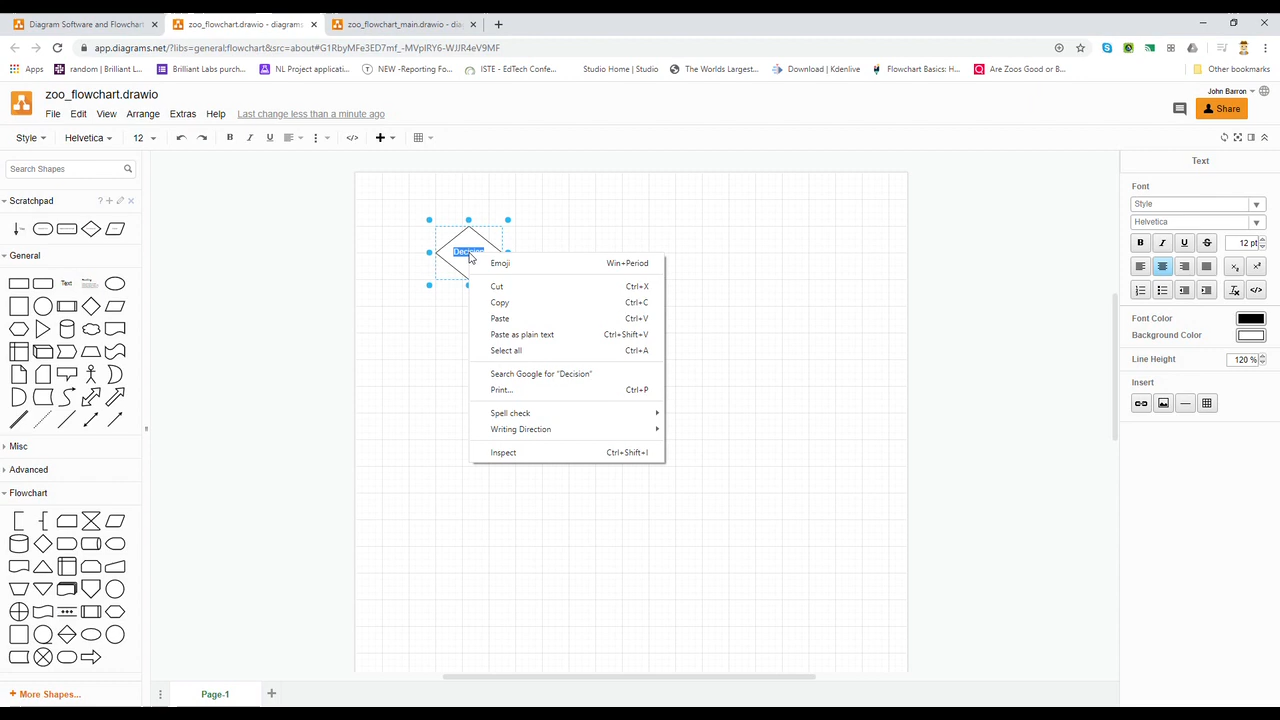 Diagram Software and Flowchart
zoo_flowchart.drawio - diagrams
zoo_flowchart_main.drawio - dia
app.diagrams.net/?libs=general;flowchart&src=about#G1RbyMFe3ED7mf_-MVpIRY6-WJJR4eV9MF
Apps
random | Brilliant L...
Brilliant Labs purch...
NL Project applicati...
NEW -Reporting Fo...
ISTE - EdTech Confe...
Studio Home | Studio
The Worlds Largest...
Download | Kdenlive
Flowchart Basics: H...
Are Zoos Good or B...
Other bookmarks
zoo_flowchart.drawio
John Barron
File Edit View Arrange Extras Help Last change less than a minute ago
Share
Style Helvetica 12 B I U
Search Shapes
Scratchpad
General
Text
Misc
Advanced
Flowchart
+ More Shapes...
Decision
Emoji Win+Period
Cut Ctrl+X
Copy Ctrl+C
Paste Ctrl+V
Paste as plain text Ctrl+Shift+V
Select all Ctrl+A
Search Google for "Decision"
Print... Ctrl+P
Spell check
Writing Direction
Inspect Ctrl+Shift+I
Page-1
Text
Font
Style
Helvetica
B I U S 12 pt
Font Color
Background Color
Line Height 120 %
Insert